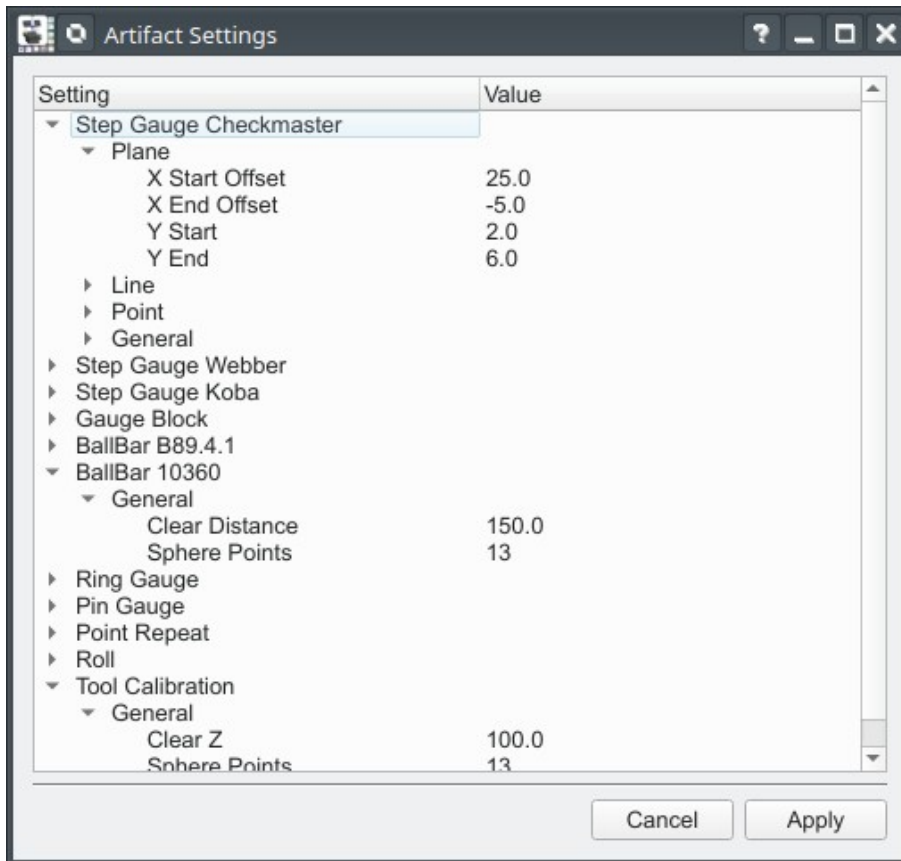 Artifact Settings ?
Setting Value
Step Gauge Checkmaster
Plane
X Start Offset 25.0
X End Offset -5.0
Y Start 2.0
Y End 6.0
Line
Point
General
Step Gauge Webber
Step Gauge Koba
Gauge Block
BallBar B89.4.1
BallBar 10360
General
Clear Distance 150.0
Sphere Points 13
Ring Gauge
Pin Gauge
Point Repeat
Roll
Tool Calibration
General
Clear Z 100.0
Sphere Points 13
Cancel Apply